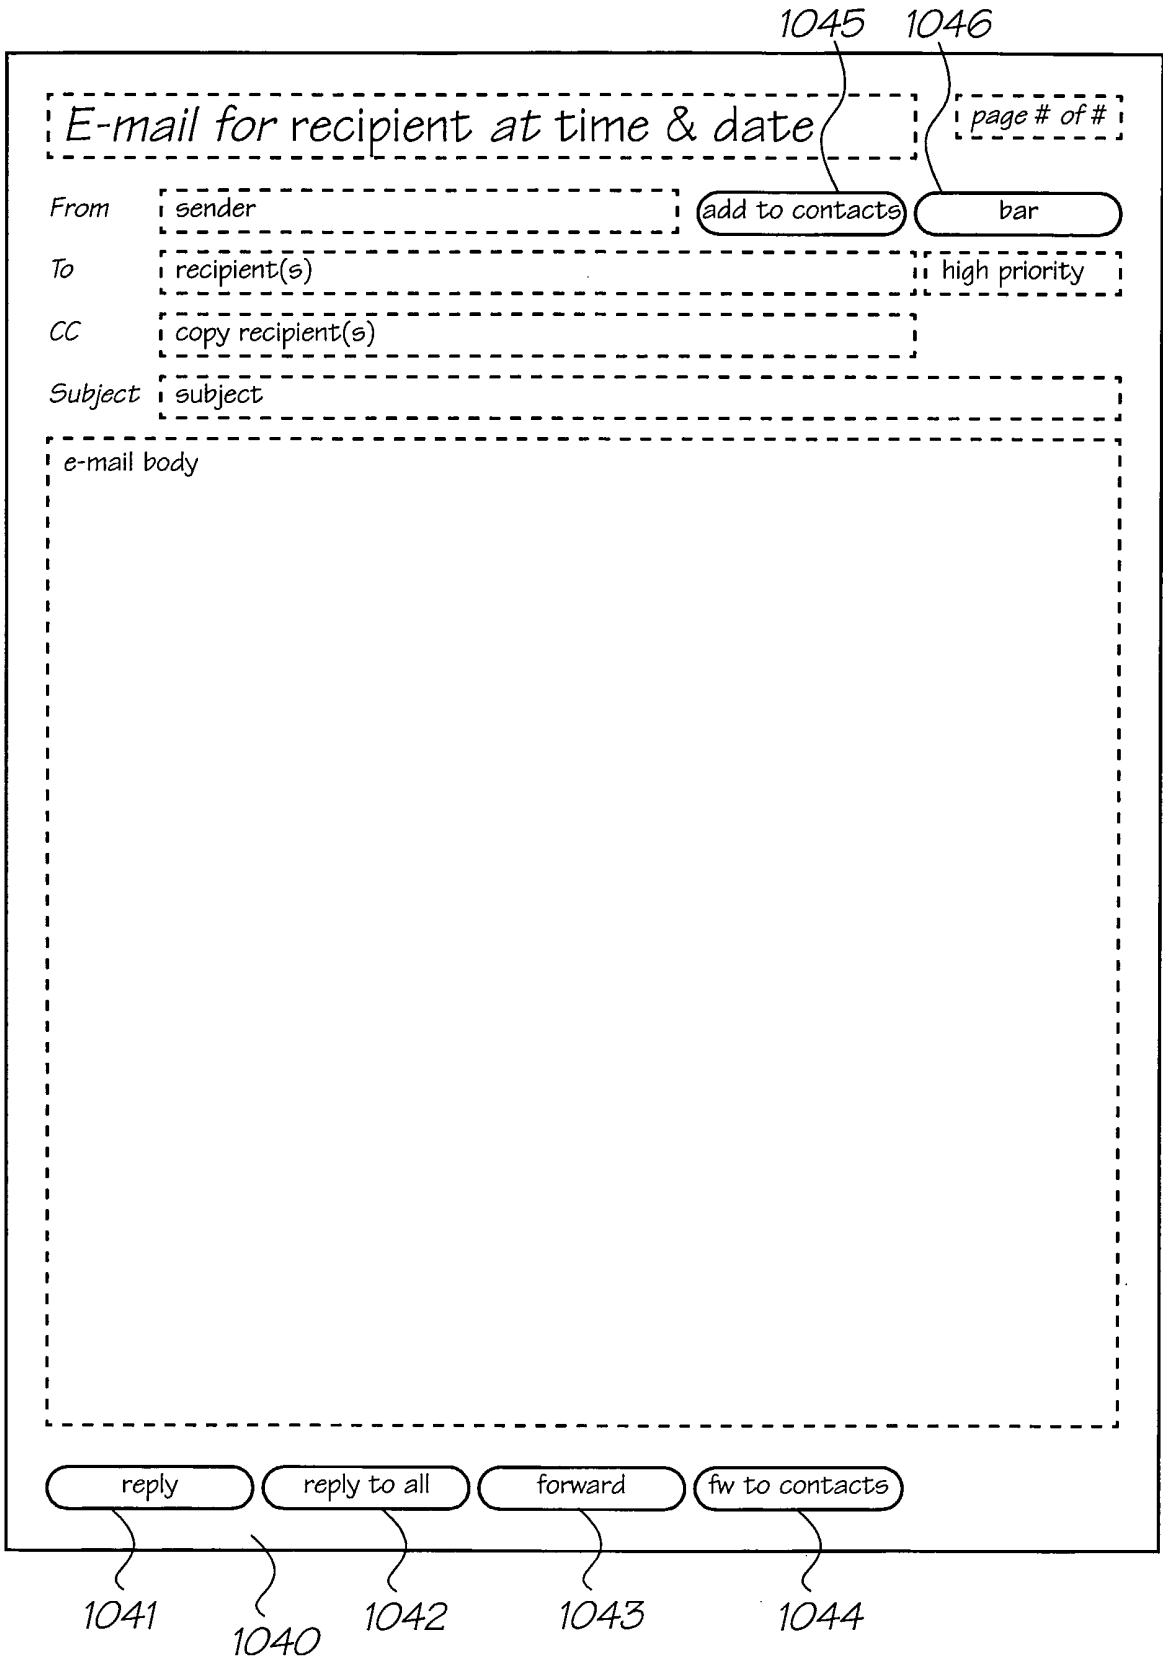 1045 1046
E-mail for recipient at time & date page # of #
From sender add to contacts bar
To recipient(s) high priority
CC copy recipient(s)
Subject subject
e-mail body
reply reply to all forward fw to contacts
1041 1040 1042 1043 1044